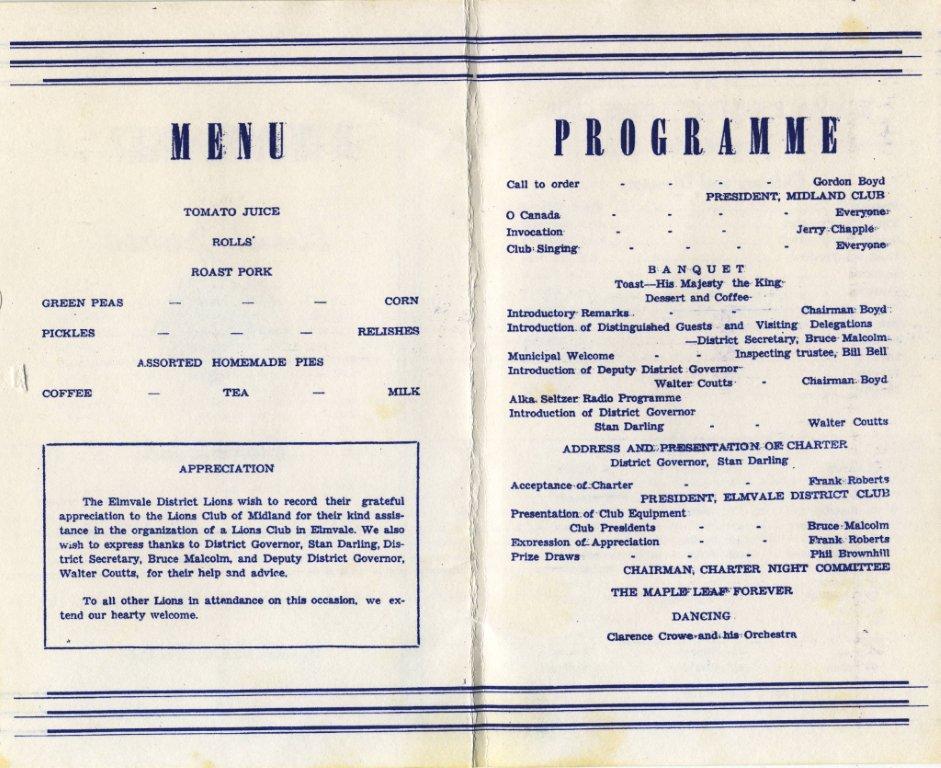 MENU
TOMATO JUICE
ROLLS
ROAST PORK
GREEN PEAS — — — CORN
PICKLES — — — RELISHES
ASSORTED HOMEMADE PIES
COFFEE — TEA — MILK
APPRECIATION
The Elmvale District Lions wish to record their grateful
appreciation to the Lions Club of Midland for their kind assis-
tance in the organization of a Lions Club in Elmvale. We also
wish to express thanks to District Governor, Stan Darling, Dis-
trict Secretary, Bruce Malcolm, and Deputy District Governor,
Walter Coutts, for their help and advice.
To all other Lions in attendance on this occasion, we ex-
tend our hearty welcome.
PROGRAMME
Call to order - - - - Gordon Boyd
PRESIDENT, MIDLAND CLUB
O Canada - - - - Everyone
Invocation - - - Jerry Chapple
Club Singing - - - - Everyone
BANQUET
Toast—His Majesty the King
Dessert and Coffee
Introductory Remarks - - Chairman Boyd
Introduction of Distinguished Guests and Visiting Delegations
—District Secretary, Bruce Malcolm
Municipal Welcome - - Inspecting trustee, Bill Bell
Introduction of Deputy District Governor
Walter Coutts - Chairman Boyd
Alka Seltzer Radio Programme
Introduction of District Governor
Stan Darling - - Walter Coutts
ADDRESS AND PRESENTATION OF CHARTER
District Governor, Stan Darling
Acceptance of Charter - - - Frank Roberts
PRESIDENT, ELMVALE DISTRICT CLUB
Presentation of Club Equipment
Club Presidents - - Bruce Malcolm
Expression of Appreciation - - Frank Roberts
Prize Draws - - - - Phil Brownhill
CHAIRMAN, CHARTER NIGHT COMMITTEE
THE MAPLE LEAF FOREVER
DANCING
Clarence Crowe and his Orchestra